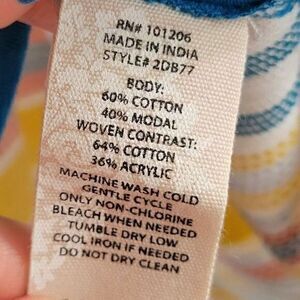 RN# 101206
MADE IN INDIA
STYLE# 2DB77
BODY:
60% COTTON
40% MODAL
WOVEN CONTRAST:
64% COTTON
36% ACRYLIC
MACHINE WASH COLD
GENTLE CYCLE
ONLY NON-CHLORINE
BLEACH WHEN NEEDED
TUMBLE DRY LOW
COOL IRON IF NEEDED
DO NOT DRY CLEAN